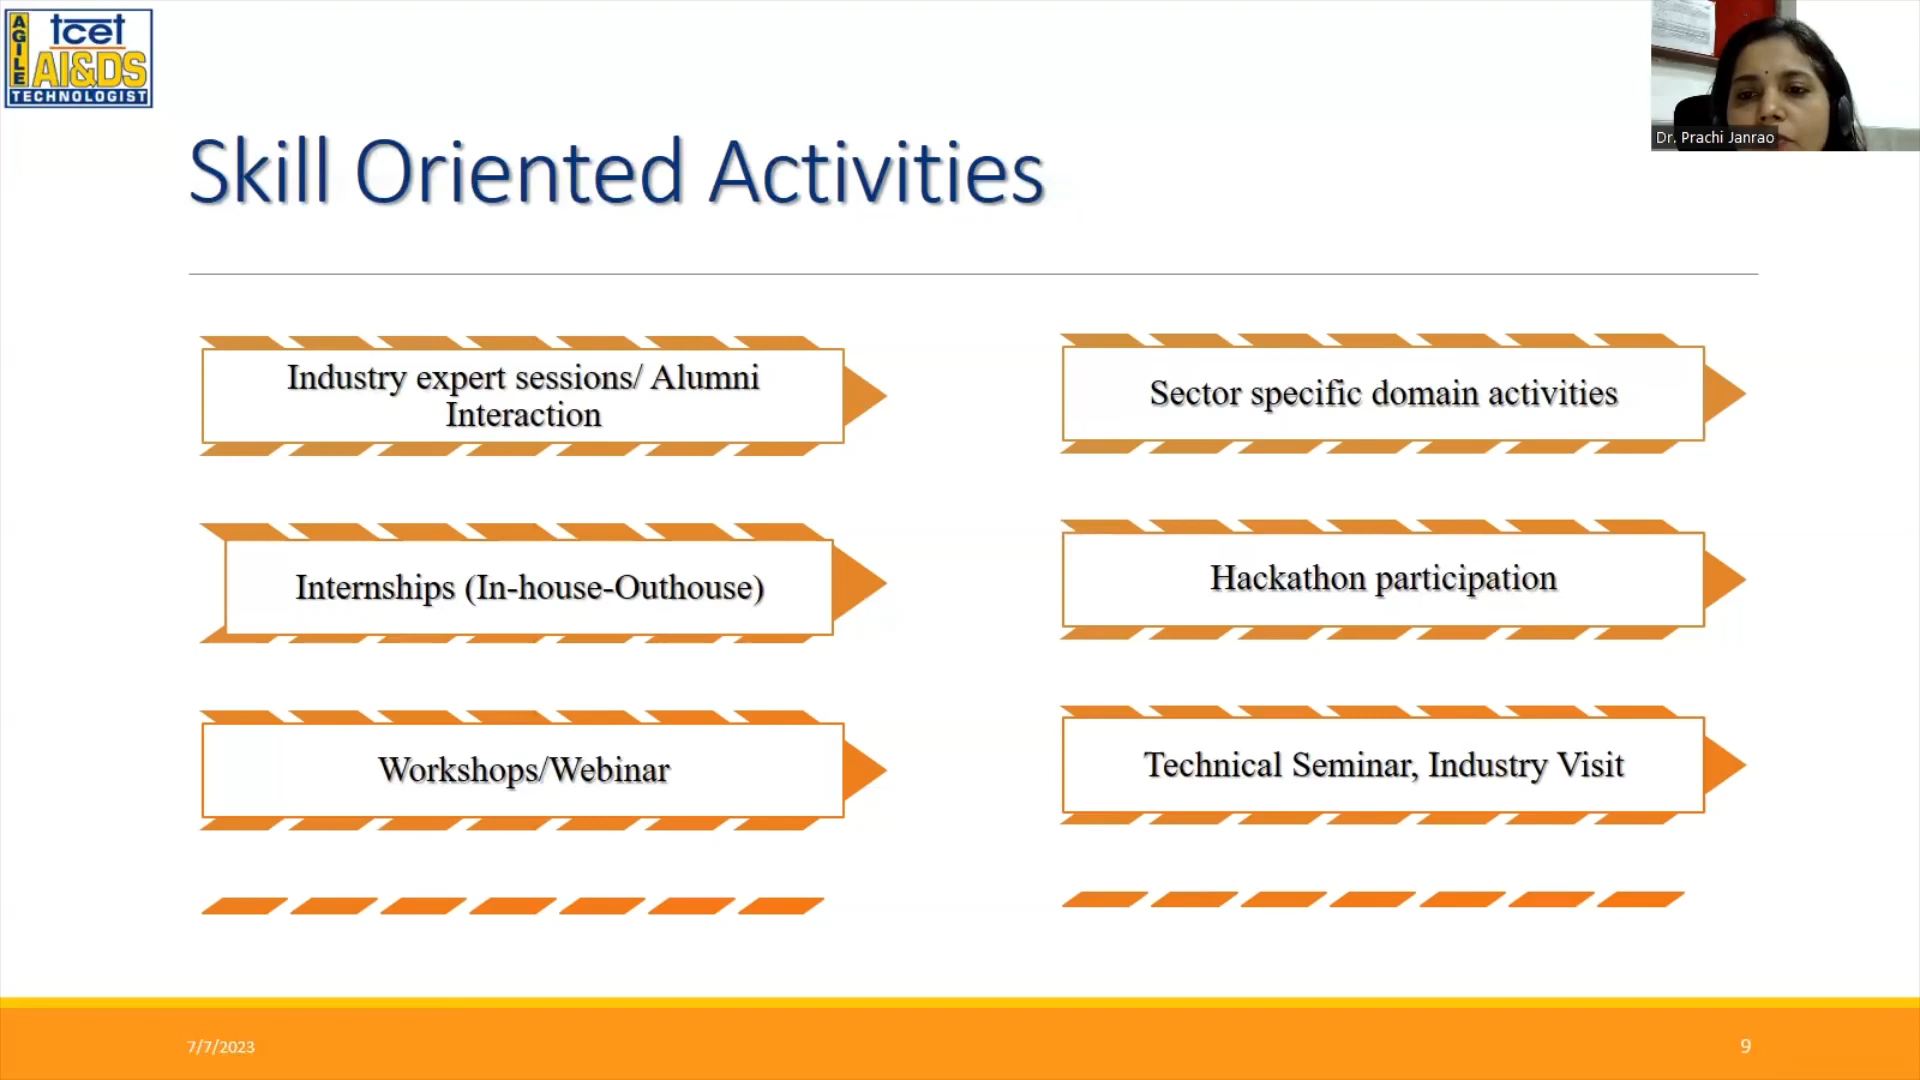 AGILE
tcet
AI&DS
TECHNOLOGIST
Dr. Prachi Janrao
Skill Oriented Activities
Industry expert sessions/ Alumni
Interaction
Internships (In-house-Outhouse)
Workshops/Webinar
Sector specific domain activities
Hackathon participation
Technical Seminar, Industry Visit
7/7/2023
9